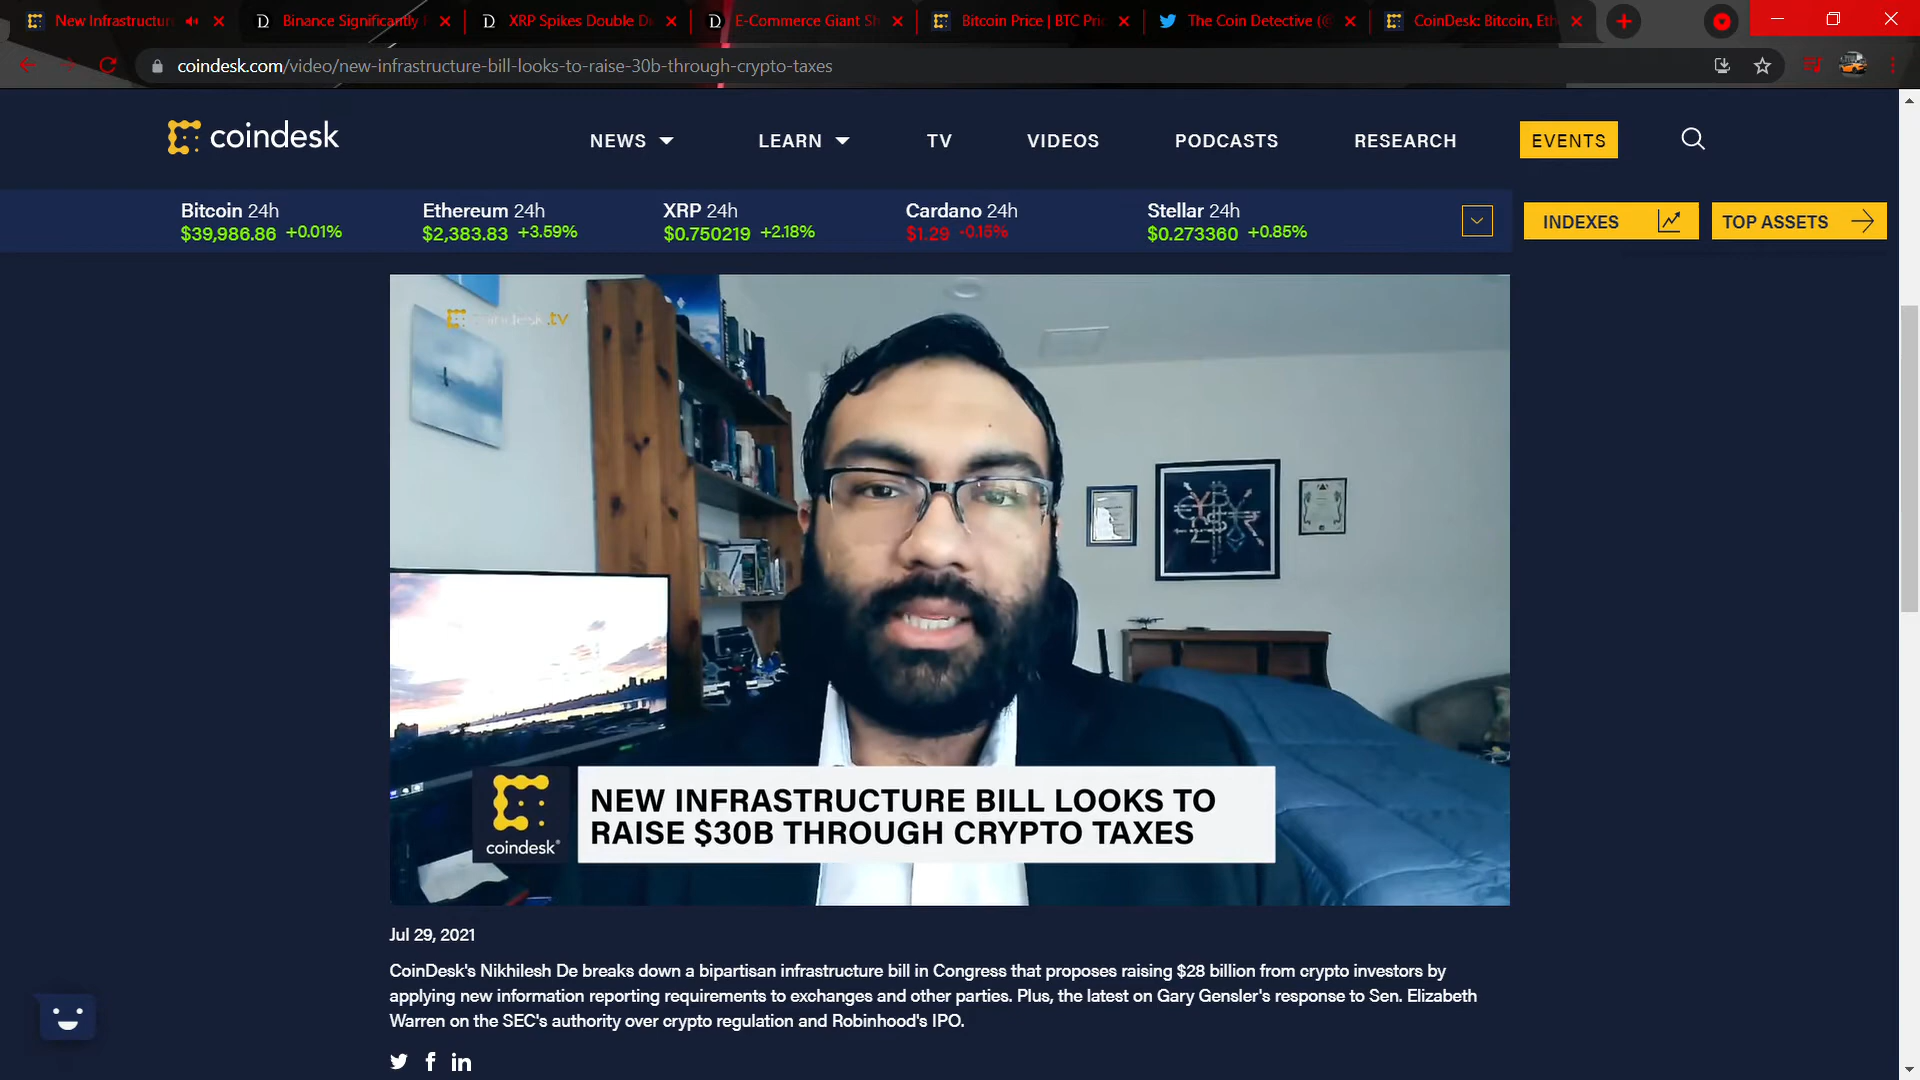 New Infrastructure
Binance Significantly
XRP Spikes Double Di
E-Commerce Giant Sh
Bitcoin Price | BTC Pric
The Coin Detective (@
CoinDesk: Bitcoin, Eth
coindesk.com/video/new-infrastructure-bill-looks-to-raise-30b-through-crypto-taxes
coindesk
NEWS
LEARN
TV
VIDEOS
PODCASTS
RESEARCH
EVENTS
Bitcoin 24h
$39,986.86 +0.01%
Ethereum 24h
$2,383.83 +3.59%
XRP 24h
$0.750219 +2.18%
Cardano 24h
$1.29 -0.15%
Stellar 24h
$0.273360 +0.85%
INDEXES
TOP ASSETS
coindesk.tv
coindesk
NEW INFRASTRUCTURE BILL LOOKS TO
RAISE $30B THROUGH CRYPTO TAXES
Jul 29, 2021
CoinDesk's Nikhilesh De breaks down a bipartisan infrastructure bill in Congress that proposes raising $28 billion from crypto investors by
applying new information reporting requirements to exchanges and other parties. Plus, the latest on Gary Gensler's response to Sen. Elizabeth
Warren on the SEC's authority over crypto regulation and Robinhood's IPO.